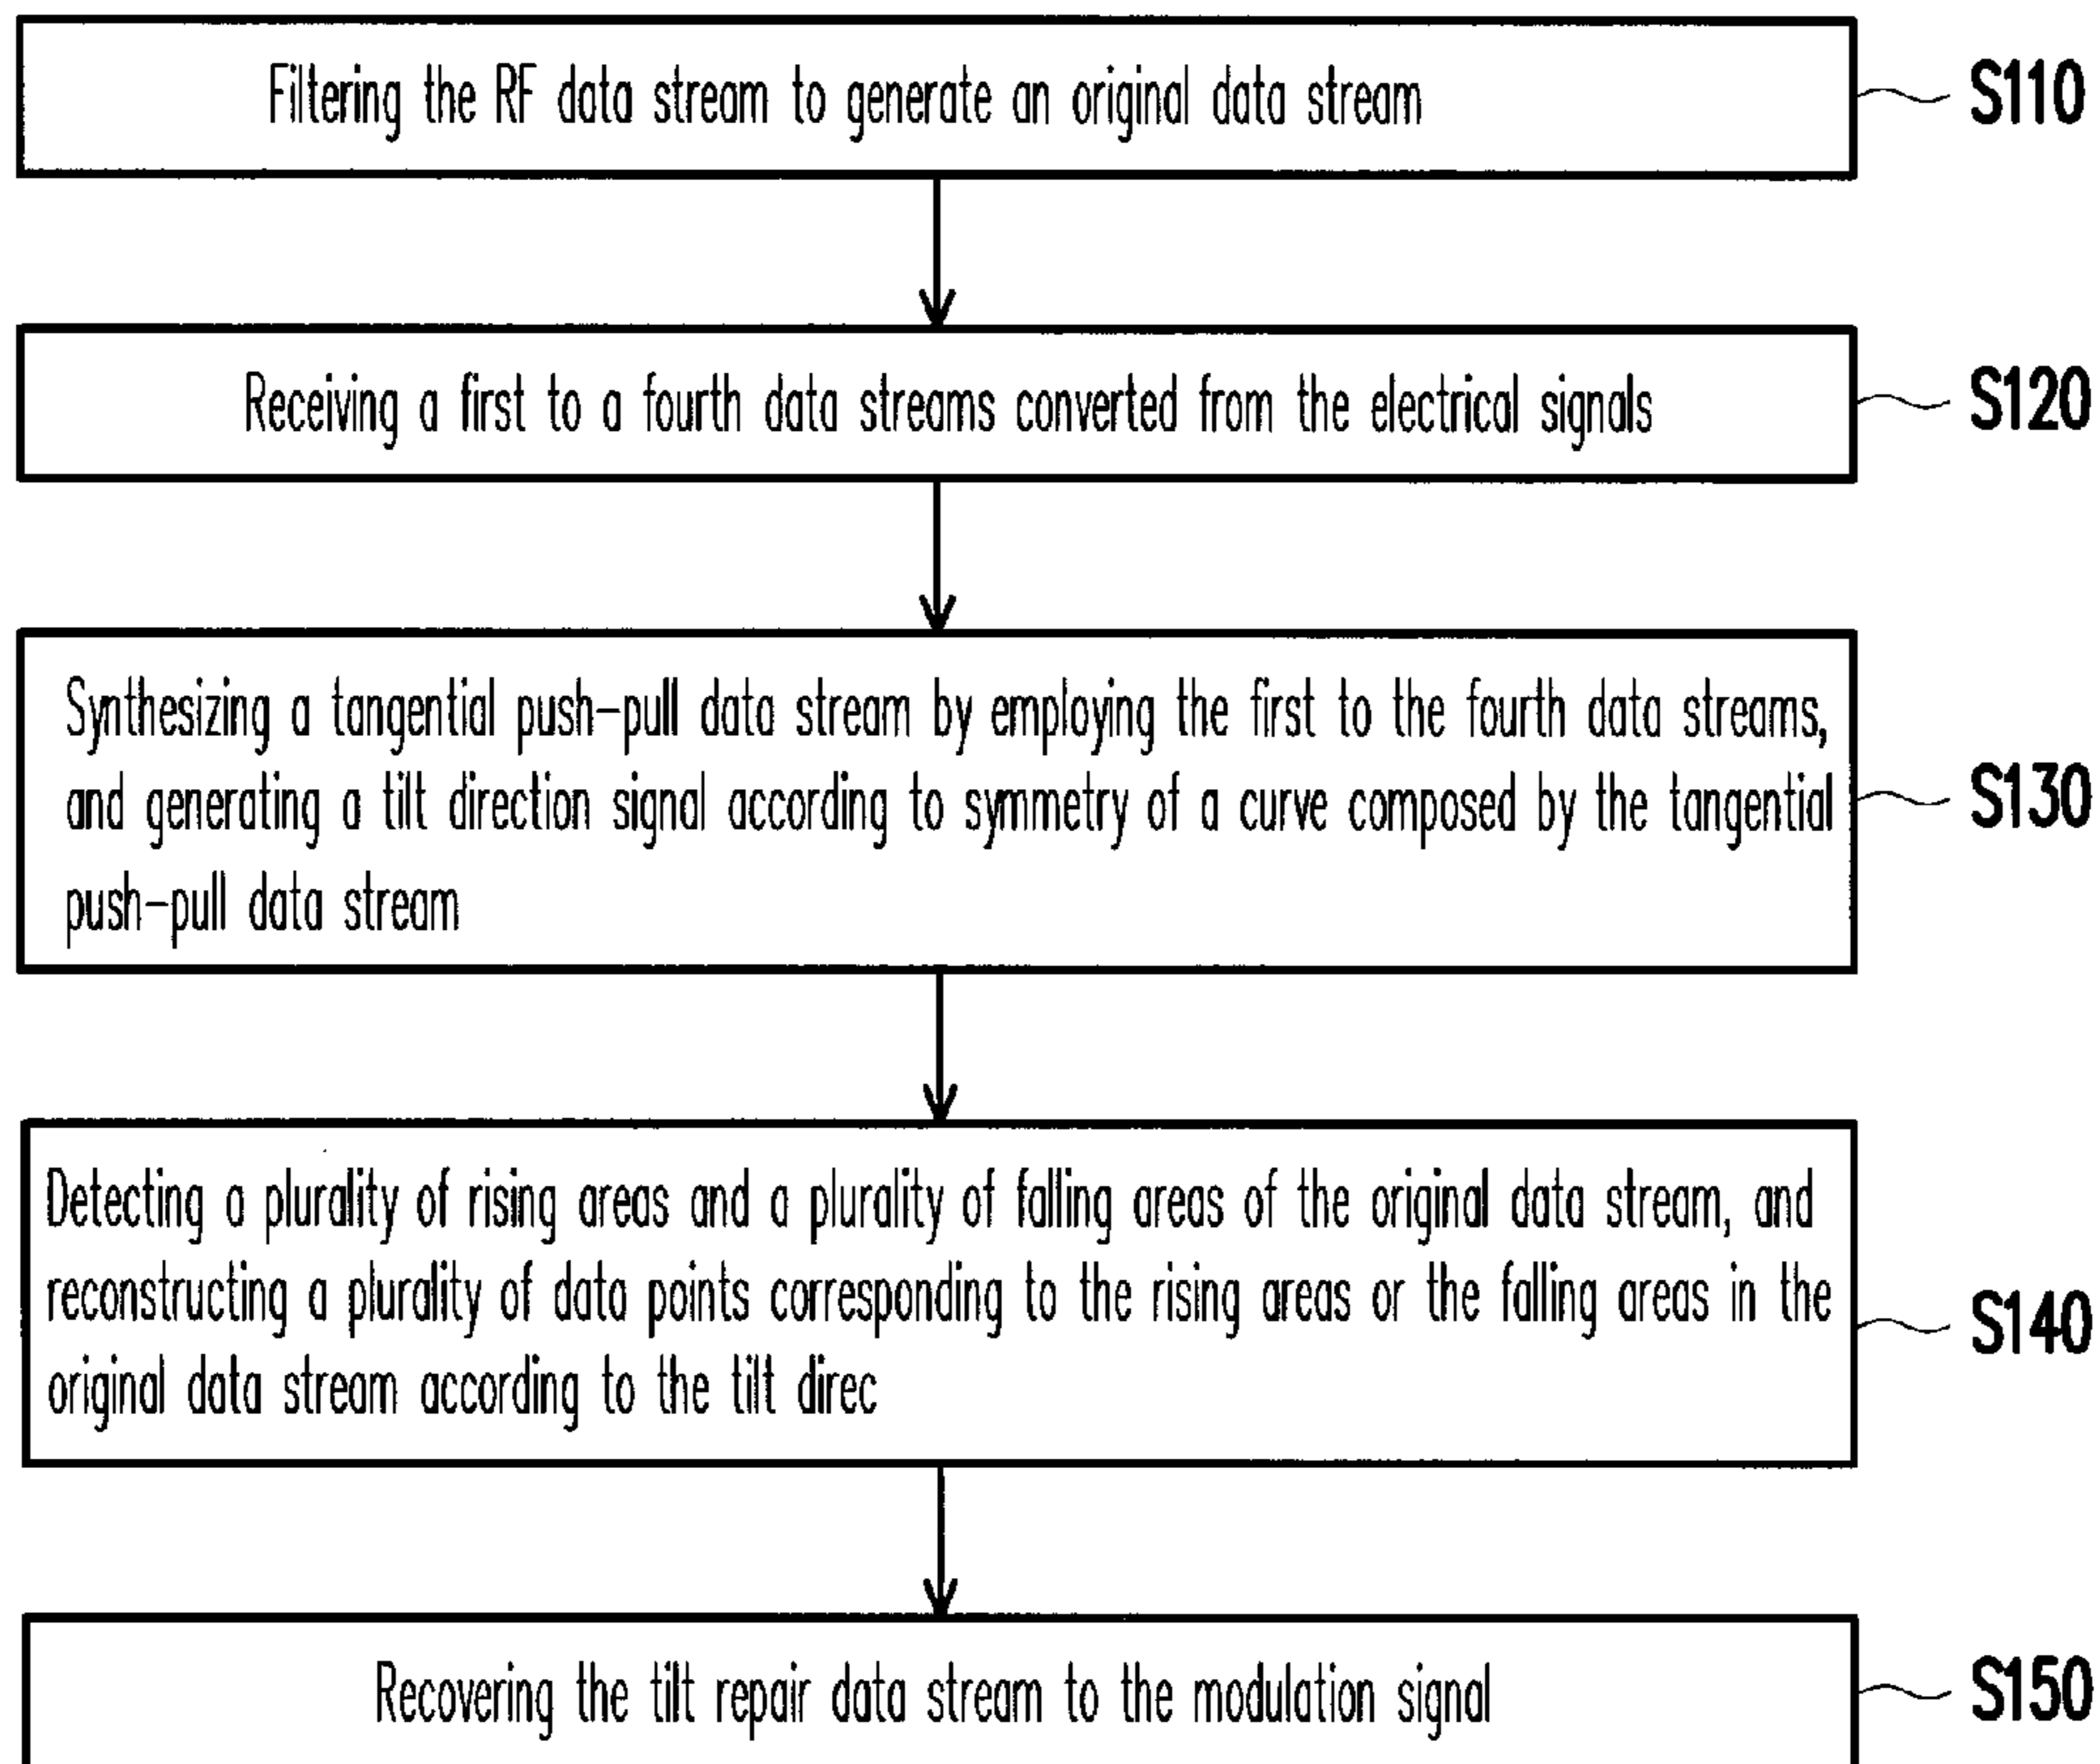 Filtering the RF data stream to generate an original data stream
S110
Receiving a first to a fourth data streams converted from the electrical signals
S120
Synthesizing a tangential push-pull data stream by employing the first to the fourth data streams,
and generating a tilt direction signal according to symmetry of a curve composed by the tangential
push-pull data stream
S130
Detecting a plurality of rising areas and a plurality of falling areas of the original data stream, and
reconstructing a plurality of data points corresponding to the rising areas or the falling areas in the
original data stream according to the tilt direc
S140
Recovering the tilt repair data stream to the modulation signal
S150